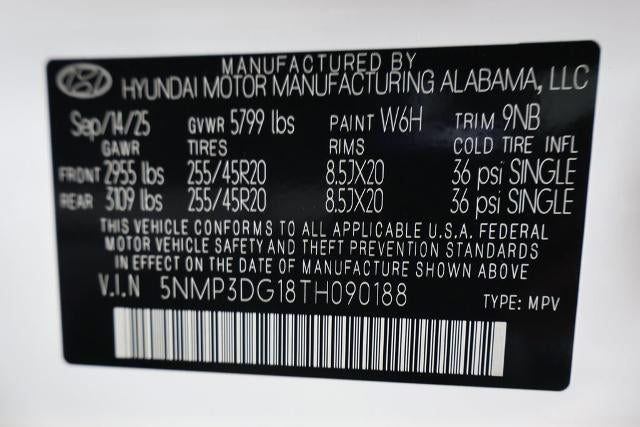 MANUFACTURED BY
HYUNDAI MOTOR MANUFACTURING ALABAMA, LLC
Sep/14/25 GVWR 5799 lbs PAINT W6H TRIM 9NB
GAWR TIRES RIMS COLD TIRE INFL
FRONT 2955 lbs 255/45R20 8.5JX20 36 psi SINGLE
REAR 3109 lbs 255/45R20 8.5JX20 36 psi SINGLE
THIS VEHICLE CONFORMS TO ALL APPLICABLE U.S.A. FEDERAL
MOTOR VEHICLE SAFETY AND THEFT PREVENTION STANDARDS
IN EFFECT ON THE DATE OF MANUFACTURE SHOWN ABOVE
V.I.N 5NMP3DG18TH090188 TYPE: MPV